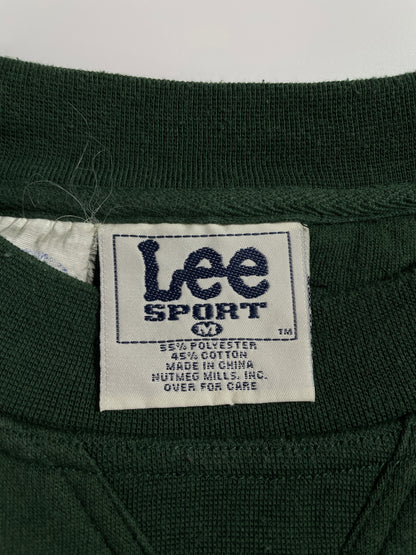 Lee
SPORT
M
TM
55% POLYESTER
45% COTTON
MADE IN CHINA
NUTMEG MILLS, INC.
OVER FOR CARE